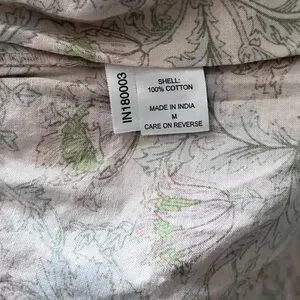 IN180003
SHELL:
100% COTTON
MADE IN INDIA
M
CARE ON REVERSE